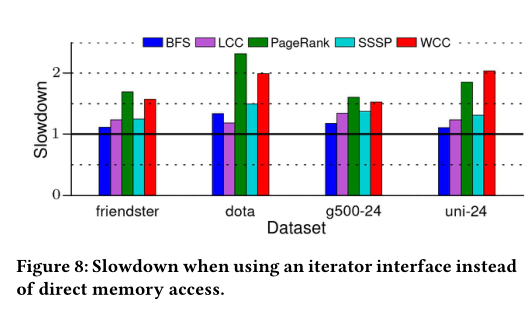 BFS LCC PageRank SSSP WCC
Slowdown
2
1
0
friendster dota g500-24 uni-24
Dataset
Figure 8: Slowdown when using an iterator interface instead
of direct memory access.